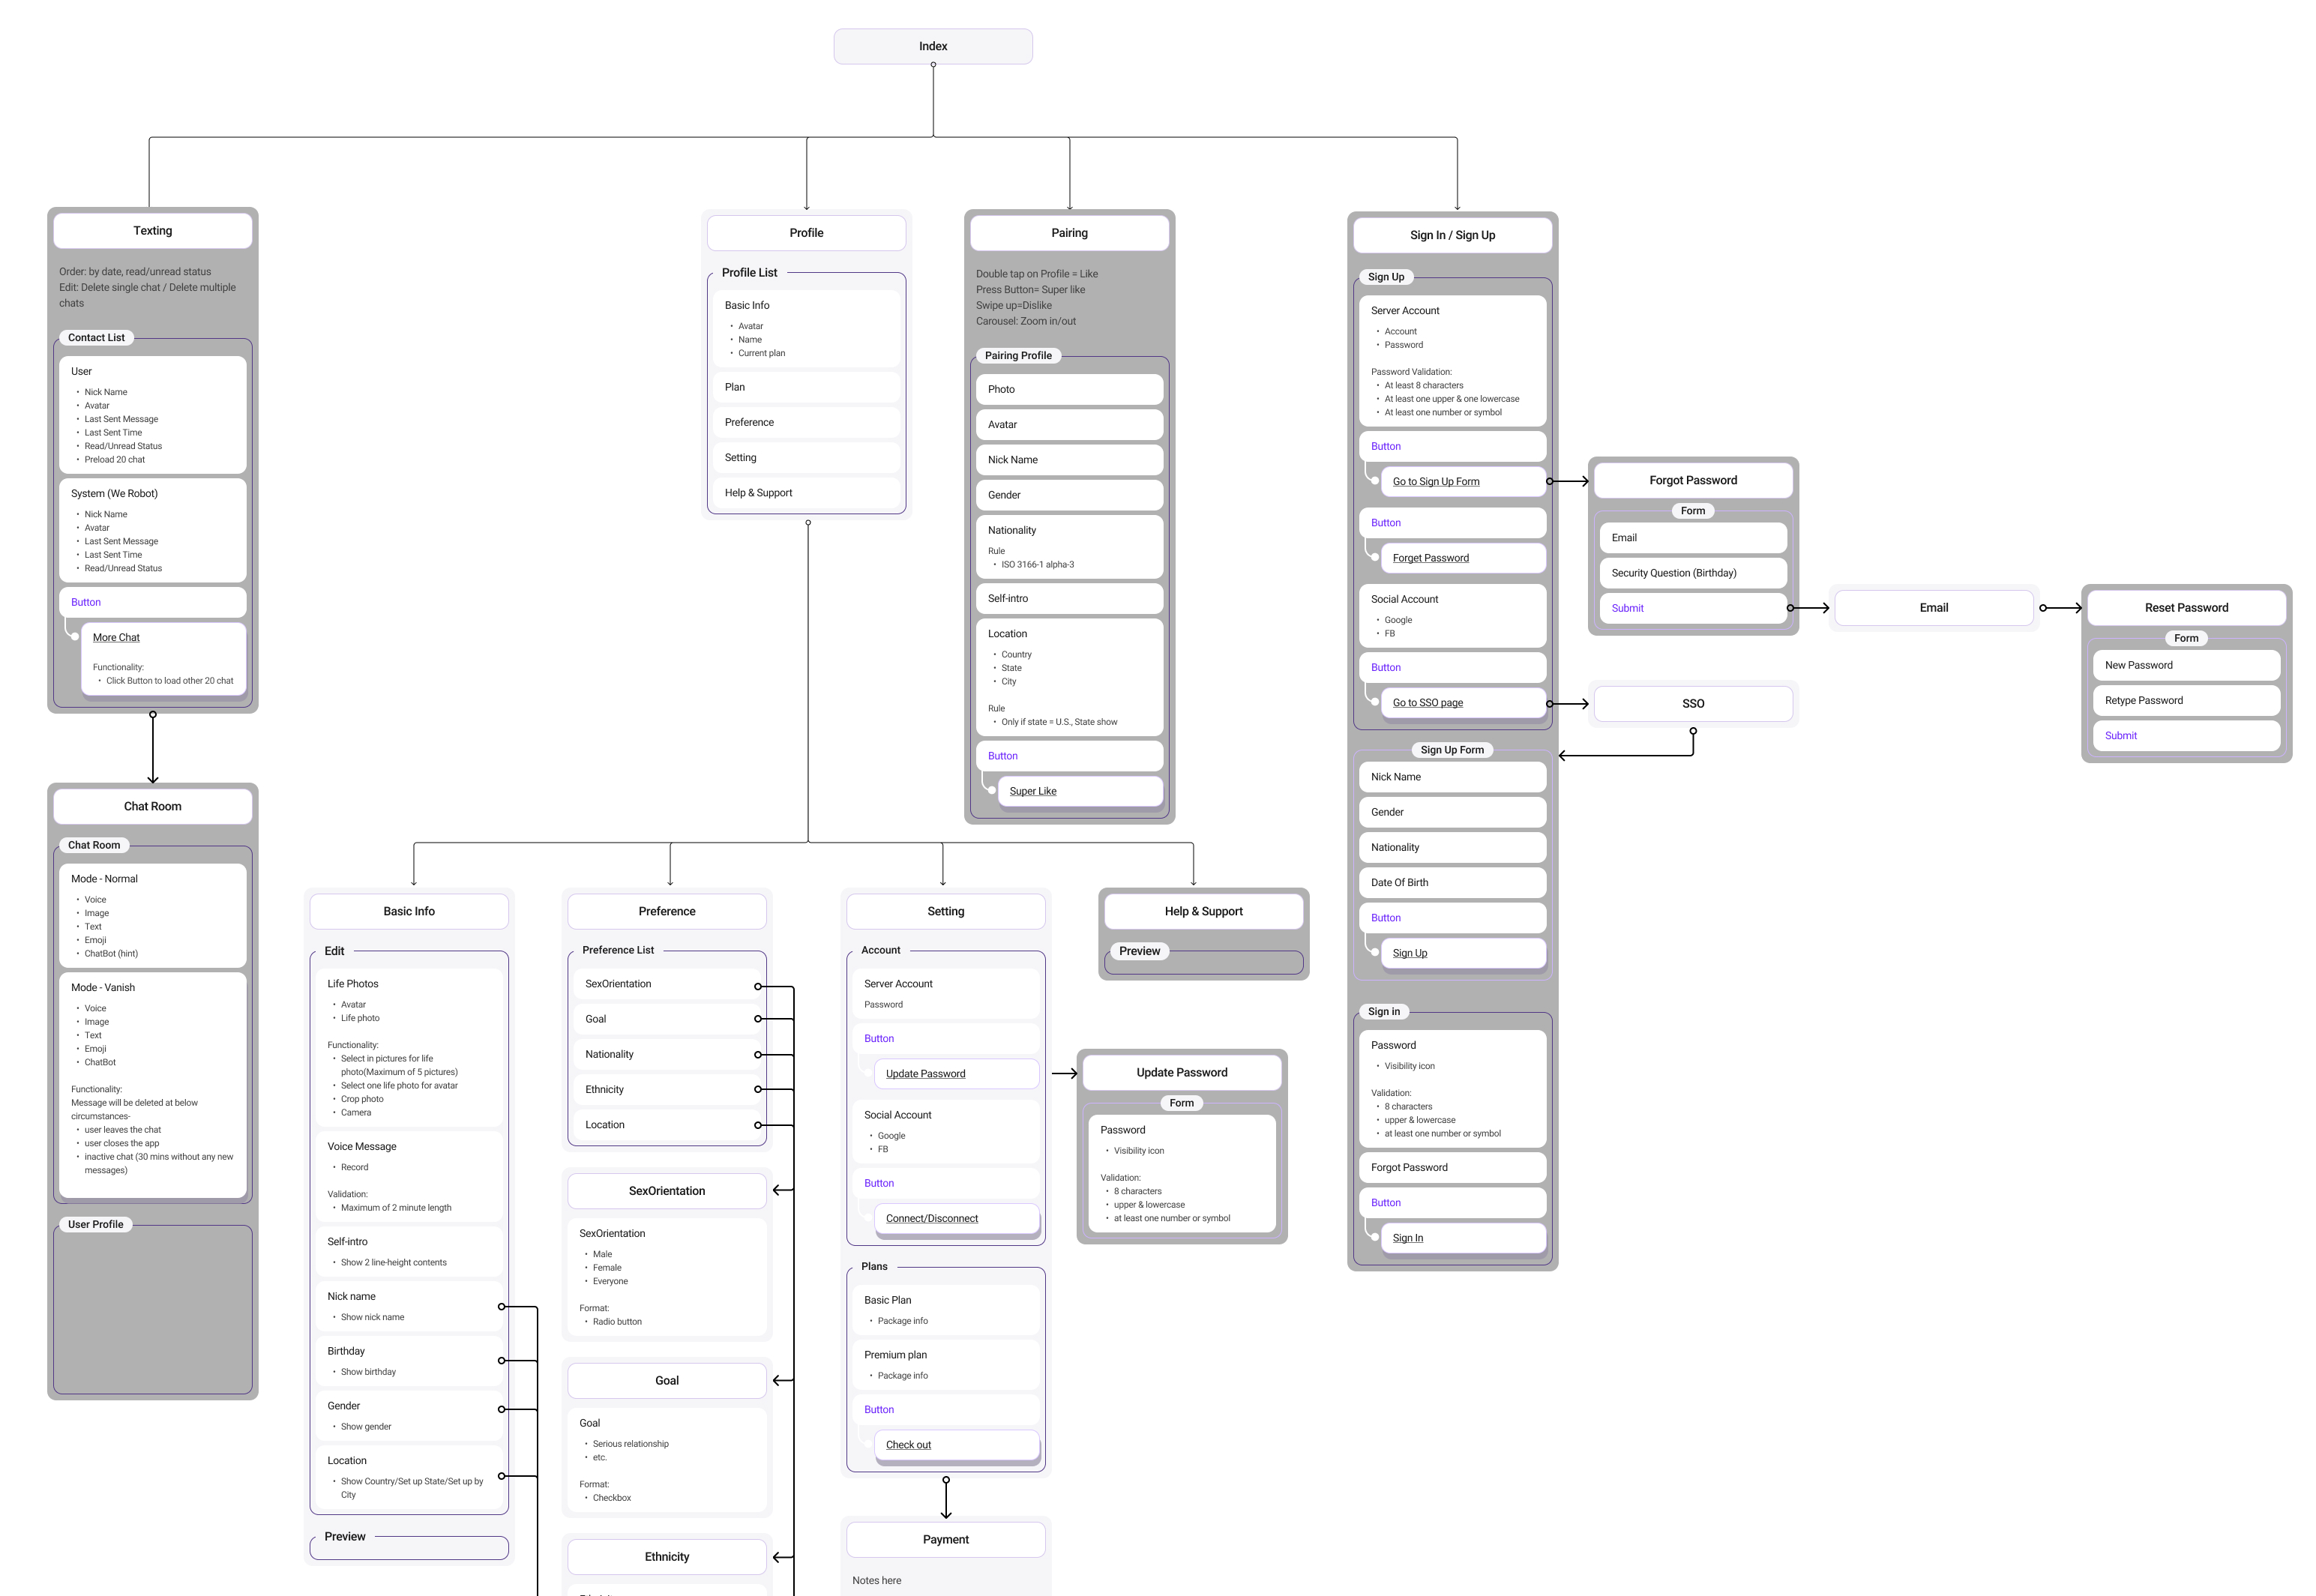 Index
Texting
Order: by date, read/unread status
Edit: Delete single chat / Delete multiple
chats
Contact List
User
• Nick Name
• Avatar
• Last Sent Message
• Last Sent Time
• Read/Unread Status
• Preload 20 chat
System (We Robot)
• Nick Name
• Avatar
• Last Sent Message
• Last Sent Time
• Read/Unread Status
Button
More Chat
Functionality:
• Click Button to load other 20 chat
Chat Room
Chat Room
Mode - Normal
• Voice
• Image
• Text
• Emoji
• ChatBot (hint)
Mode - Vanish
• Voice
• Image
• Text
• Emoji
• ChatBot
Functionality:
Message will be deleted at below
circumstances-
• user leaves the chat
• user closes the app
• inactive chat (30 mins without any new
messages)
User Profile
Profile
Profile List
Basic Info
• Avatar
• Name
• Current plan
Plan
Preference
Setting
Help & Support
Basic Info
Edit
Life Photos
• Avatar
• Life photo
Functionality:
• Select in pictures for life
photo(Maximum of 5 pictures)
• Select one life photo for avatar
• Crop photo
• Camera
Voice Message
• Record
Validation:
• Maximum of 2 minute length
Self-intro
• Show 2 line-height contents
Nick name
• Show nick name
Birthday
• Show birthday
Gender
• Show gender
Location
• Show Country/Set up State/Set up by
City
Preview
Preference
Preference List
SexOrientation
Goal
Nationality
Ethnicity
Location
SexOrientation
SexOrientation
• Male
• Female
• Everyone
Format:
• Radio button
Goal
Goal
• Serious relationship
• etc.
Format:
• Checkbox
Ethnicity
Setting
Account
Server Account
Password
Button
Update Password
Social Account
• Google
• FB
Button
Connect/Disconnect
Plans
Basic Plan
• Package info
Premium plan
• Package info
Button
Check out
Payment
Notes here
Help & Support
Preview
Update Password
Form
Password
• Visibility icon
Validation:
• 8 characters
• upper & lowercase
• at least one number or symbol
Pairing
Double tap on Profile = Like
Press Button= Super like
Swipe up=Dislike
Carousel: Zoom in/out
Pairing Profile
Photo
Avatar
Nick Name
Gender
Nationality
Rule
• ISO 3166-1 alpha-3
Self-intro
Location
• Country
• State
• City
Rule
• Only if state = U.S., State show
Button
Super Like
Sign In / Sign Up
Sign Up
Server Account
• Account
• Password
Password Validation:
• At least 8 characters
• At least one upper & one lowercase
• At least one number or symbol
Button
Go to Sign Up Form
Button
Forget Password
Social Account
• Google
• FB
Button
Go to SSO page
Sign Up Form
Nick Name
Gender
Nationality
Date Of Birth
Button
Sign Up
Sign in
Password
• Visibility icon
Validation:
• 8 characters
• upper & lowercase
• at least one number or symbol
Forgot Password
Button
Sign In
Forgot Password
Form
Email
Security Question (Birthday)
Submit
SSO
Email
Reset Password
Form
New Password
Retype Password
Submit